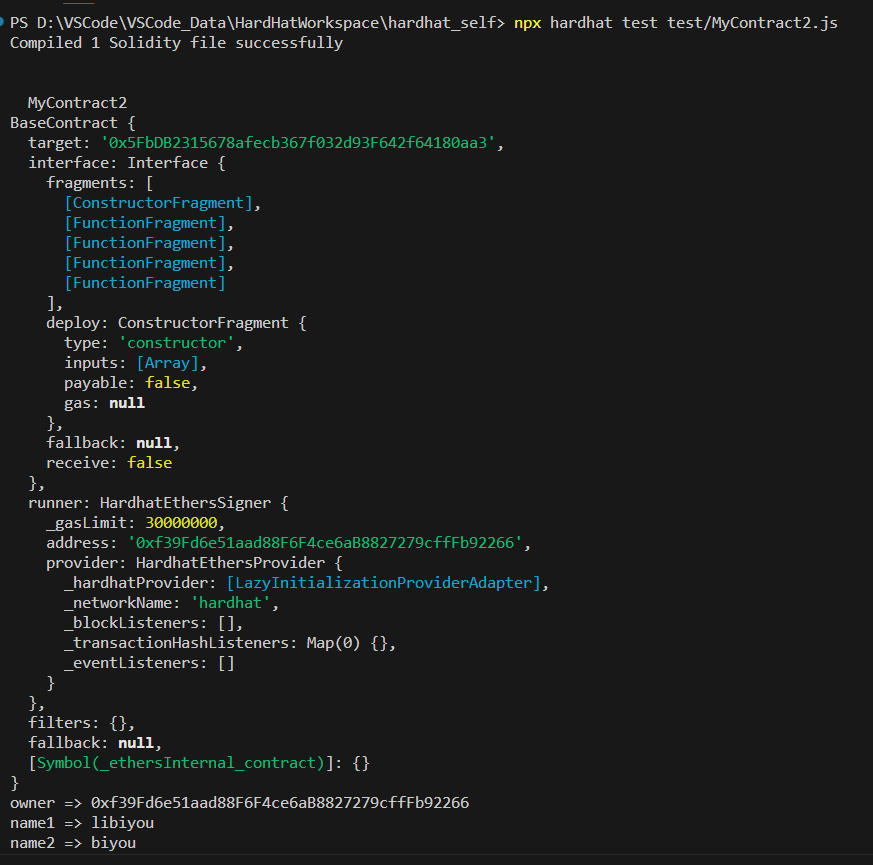 PS D:\VSCode\VSCode_Data\HardHatWorkspace\hardhat_self> npx hardhat test test/MyContract2.js
Compiled 1 Solidity file successfully
MyContract2
BaseContract {
target: '0x5FbDB2315678afecb367f032d93F642f64180aa3',
interface: Interface {
fragments: [
[ConstructorFragment],
[FunctionFragment],
[FunctionFragment],
[FunctionFragment],
[FunctionFragment]
],
deploy: ConstructorFragment {
type: 'constructor',
inputs: [Array],
payable: false,
gas: null
},
fallback: null,
receive: false
},
runner: HardhatEthersSigner {
_gasLimit: 30000000,
address: '0xf39Fd6e51aad88F6F4ce6aB8827279cffFb92266',
provider: HardhatEthersProvider {
_hardhatProvider: [LazyInitializationProviderAdapter],
_networkName: 'hardhat',
_blockListeners: [],
_transactionHashListeners: Map(0) {},
_eventListeners: []
}
},
filters: {},
fallback: null,
[Symbol(_ethersInternal_contract)]: {}
}
owner => 0xf39Fd6e51aad88F6F4ce6aB8827279cffFb92266
name1 => libiyou
name2 => biyou